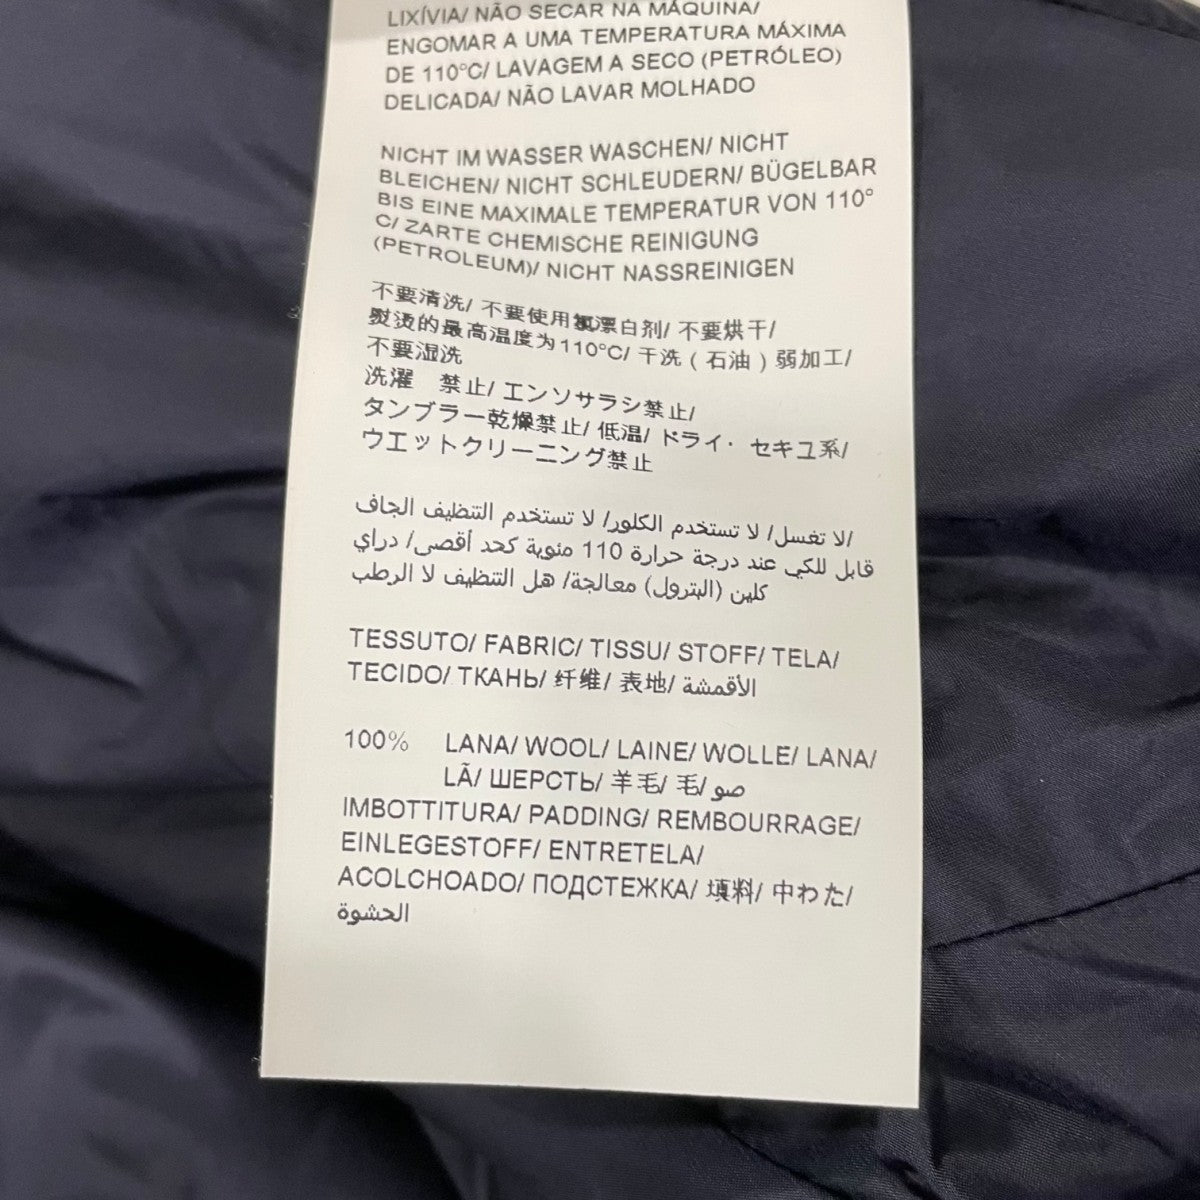 LIXÍVIA/ NÃO SECAR NA MÁQUINA/
ENGOMAR A UMA TEMPERATURA MÁXIMA
DE 110°C/ LAVAGEM A SECO (PETRÓLEO)
DELICADA/ NÃO LAVAR MOLHADO
NICHT IM WASSER WASCHEN/ NICHT
BLEICHEN/ NICHT SCHLEUDERN/ BÜGELBAR
BIS EINE MAXIMALE TEMPERATUR VON 110°
C/ ZARTE CHEMISCHE REINIGUNG
(PETROLEUM)/ NICHT NASSREINIGEN
不要清洗/ 不要使用氯漂白剂/ 不要烘干/
熨烫的最高温度为110°C/ 干洗 ( 石油 ) 弱加工/
不要湿洗
洗濯 禁止/ エンソサラシ禁止/
タンブラー乾燥禁止/ 低温/ ドライ· セキユ系/
ウエットクリーニング禁止
لا تغسل/ لا تستخدم الكلور/ لا تستخدم التنظيف الجاف/
قابل للكي عند درجة حرارة 110 مئوية كحد أقصى/ دراي
كلين (البترول) معالجة/ هل التنظيف لا الرطب
TESSUTO/ FABRIC/ TISSU/ STOFF/ TELA/
TECIDO/ ТКАНЬ/ 纤维/ 表地/ الأقمشة
100% LANA/ WOOL/ LAINE/ WOLLE/ LANA/
LÃ/ ШЕРСТЬ/ 羊毛/ 毛/ صو
IMBOTTITURA/ PADDING/ REMBOURRAGE/
EINLEGESTOFF/ ENTRETELA/
ACOLCHOADO/ ПОДСТЕЖКА/ 填料/ 中わた/
الحشوة